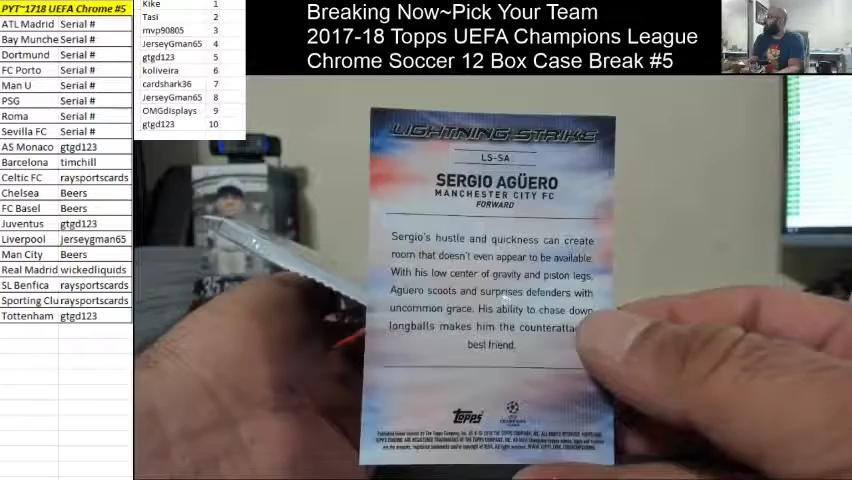 PYT~1718 UEFA Chrome #5
ATL Madrid Serial #
Bay Munche Serial #
Dortmund Serial #
FC Porto Serial #
Man U Serial #
PSG Serial #
Roma Serial #
Sevilla FC Serial #
AS Monaco gtgd123
Barcelona timchill
Celtic FC raysportscards
Chelsea Beers
FC Basel Beers
Juventus gtgd123
Liverpool jerseygman65
Man City Beers
Real Madrid wickedliquids
SL Benfica raysportscards
Sporting Clu raysportscards
Tottenham gtgd123
Kike 1
Tasi 2
mvp90805 3
JerseyGman65 4
gtgd123 5
koliveira 6
cardshark36 7
JerseyGman65 8
OMGdisplays 9
gtgd123 10
Breaking Now~Pick Your Team
2017-18 Topps UEFA Champions League
Chrome Soccer 12 Box Case Break #5
LIGHTNING STRIKE
LS-SA
SERGIO AGÜERO
MANCHESTER CITY FC
FORWARD
Sergio's hustle and quickness can create
room that doesn't even appear to be available.
With his low center of gravity and piston legs,
Agüero scoots and surprises defenders with
uncommon grace. His ability to chase down
longballs makes him the counterattac
best friend.
Topps